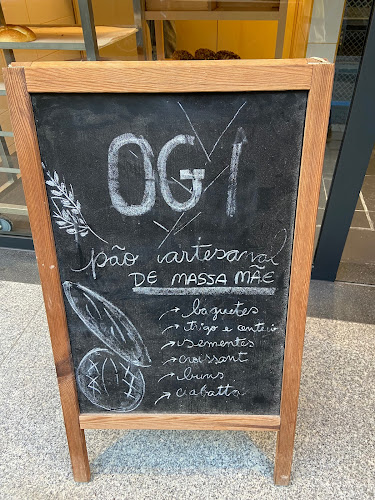 OGI
pão artesanal
DE MASSA MÃE
baguetes
trigo e centeio
sementes
croissant
buns
ciabatta